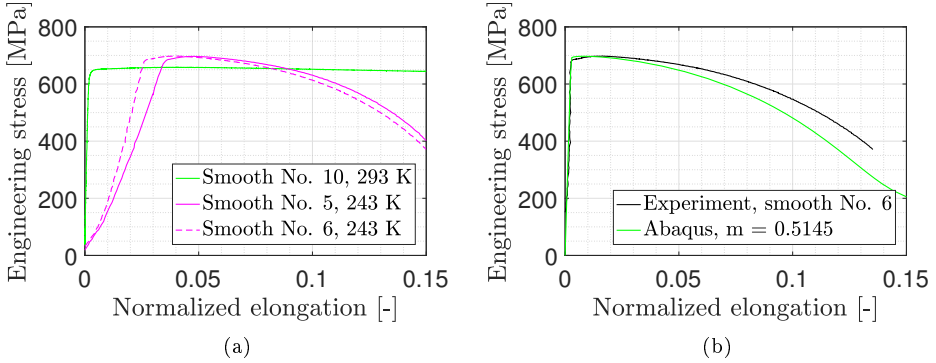 800
600
400
200
0
Engineering stress [MPa]
Smooth No. 10, 293 K
Smooth No. 5, 243 K
Smooth No. 6, 243 K
0 0.05 0.1 0.15
Normalized elongation [-]
(a)
800
600
400
200
0
Engineering stress [MPa]
Experiment, smooth No. 6
Abaqus, m = 0.5145
0 0.05 0.1 0.15
Normalized elongation [-]
(b)